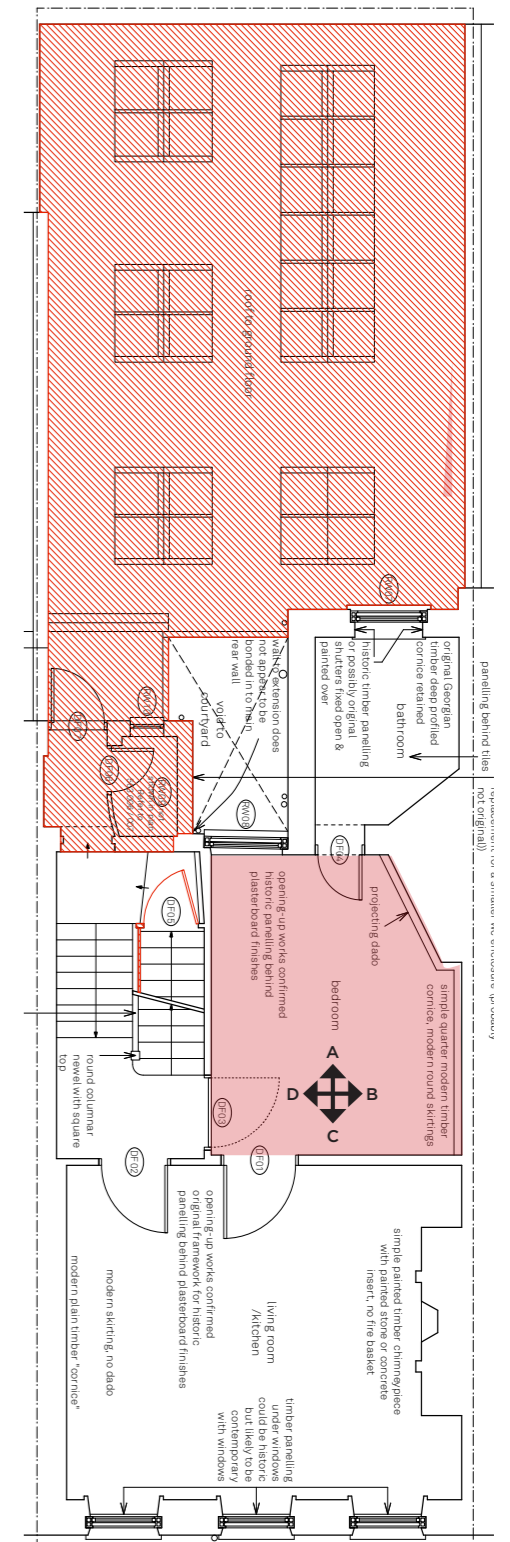 roof to ground floor
RW07
panelling behind tiles
not original))
original Georgian
timber deep profiled
cornice retained
bathroom
historic timber panelling
or possibly original
shutters fixed open &
painted over
wall to extension does
not appear to be
bonded in to main
rear wall
void to
courtyard
RW08
DF04
DF05
projecting dado
simple quarter modern timber
cornice, modern round skirtings
opening-up works confirmed
historic panelling behind
plasterboard finishes
bedroom
A
B
C
D
DF03
DF01
DF02
round columnar
newel with square
top
simple painted timber chimneypiece
with painted stone or concrete
insert, no fire basket
opening-up works confirmed
original framework for historic
panelling behind plasterboard finishes
living room
/kitchen
modern skirting, no dado
modern plain timber "cornice"
timber panelling
under windows
could be historic
but likely to be
contemporary
with windows